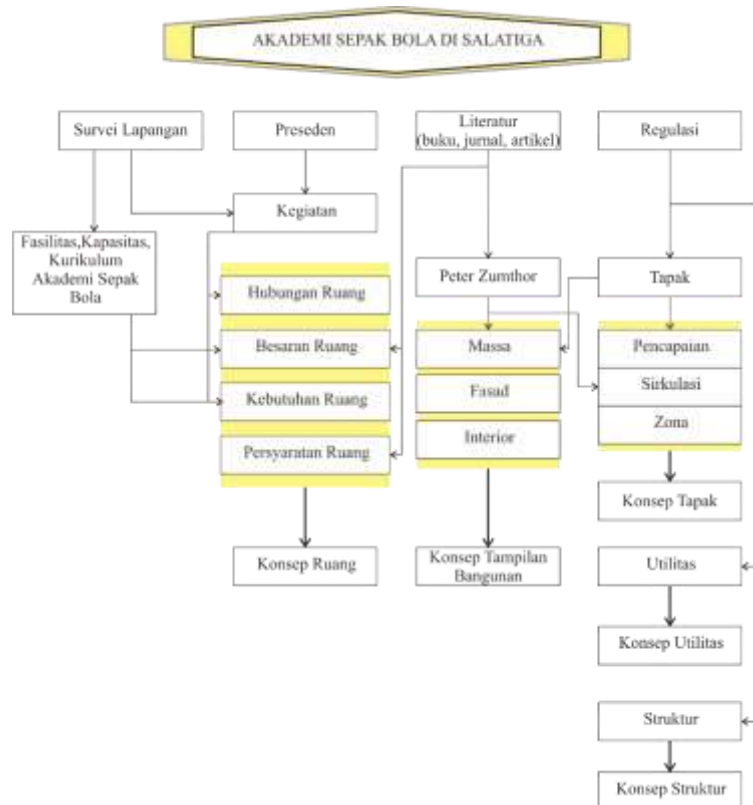 AKADEMI SEPAK BOLA DI SALATIGA
Survei Lapangan
Preseden
Literatur
(buku, jurnal, artikel)
Regulasi
Kegiatan
Fasilitas,Kapasitas,
Kurikulum
Akademi Sepak
Bola
Hubungan Ruang
Besaran Ruang
Kebutuhan Ruang
Persyaratan Ruang
Konsep Ruang
Peter Zumthor
Massa
Fasad
Interior
Konsep Tampilan
Bangunan
Tapak
Pencapaian
Sirkulasi
Zona
Konsep Tapak
Utilitas
Konsep Utilitas
Struktur
Konsep Struktur